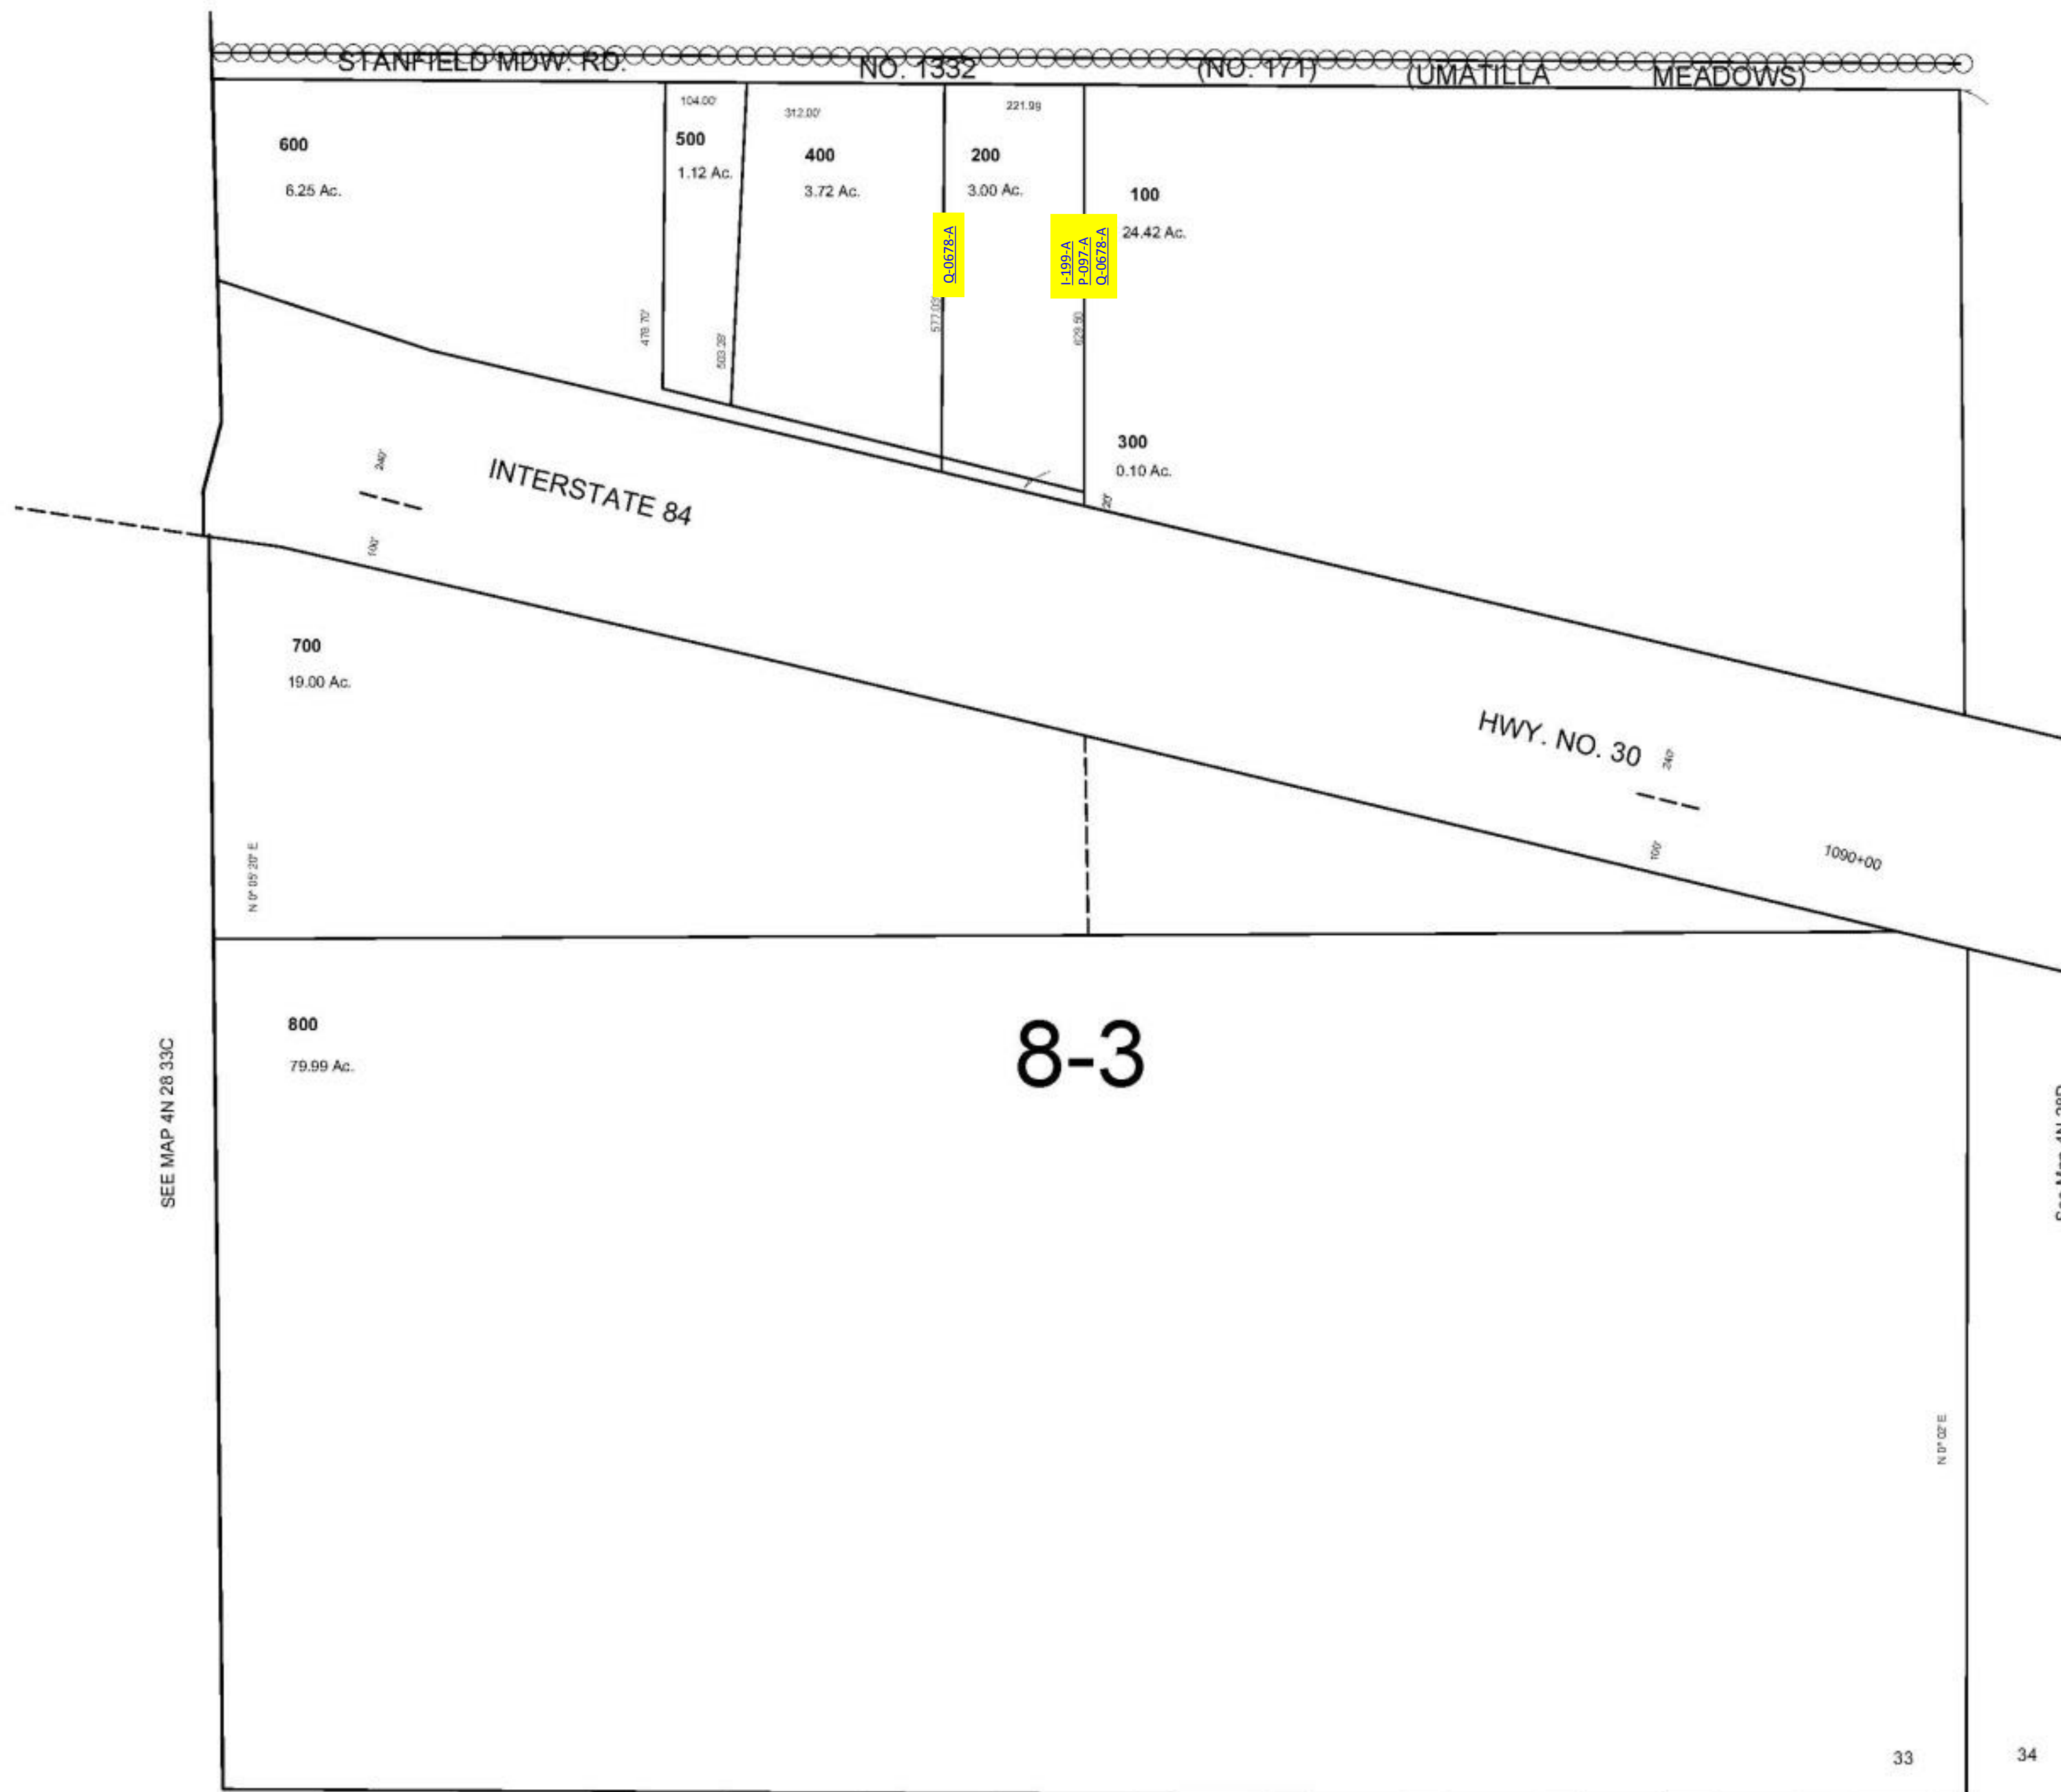 STANFIELD MDW. RD. NO. 1332 (NO. 171) (UMATILLA MEADOWS)
104.00'
312.00'
221.99
600
6.25 Ac.
500
1.12 Ac.
400
3.72 Ac.
200
3.00 Ac.
100
24.42 Ac.
Q-0678-A
I-199-A
P-097-A
Q-0678-A
503.28'
577.03'
300
0.10 Ac.
20'
240'
100'
INTERSTATE 84
700
19.00 Ac.
HWY. NO. 30
240'
100'
1090+00
N 0° 05' 20" E
800
79.99 Ac.
8-3
SEE MAP 4N 28 33C
N 0° 02' E
33
34